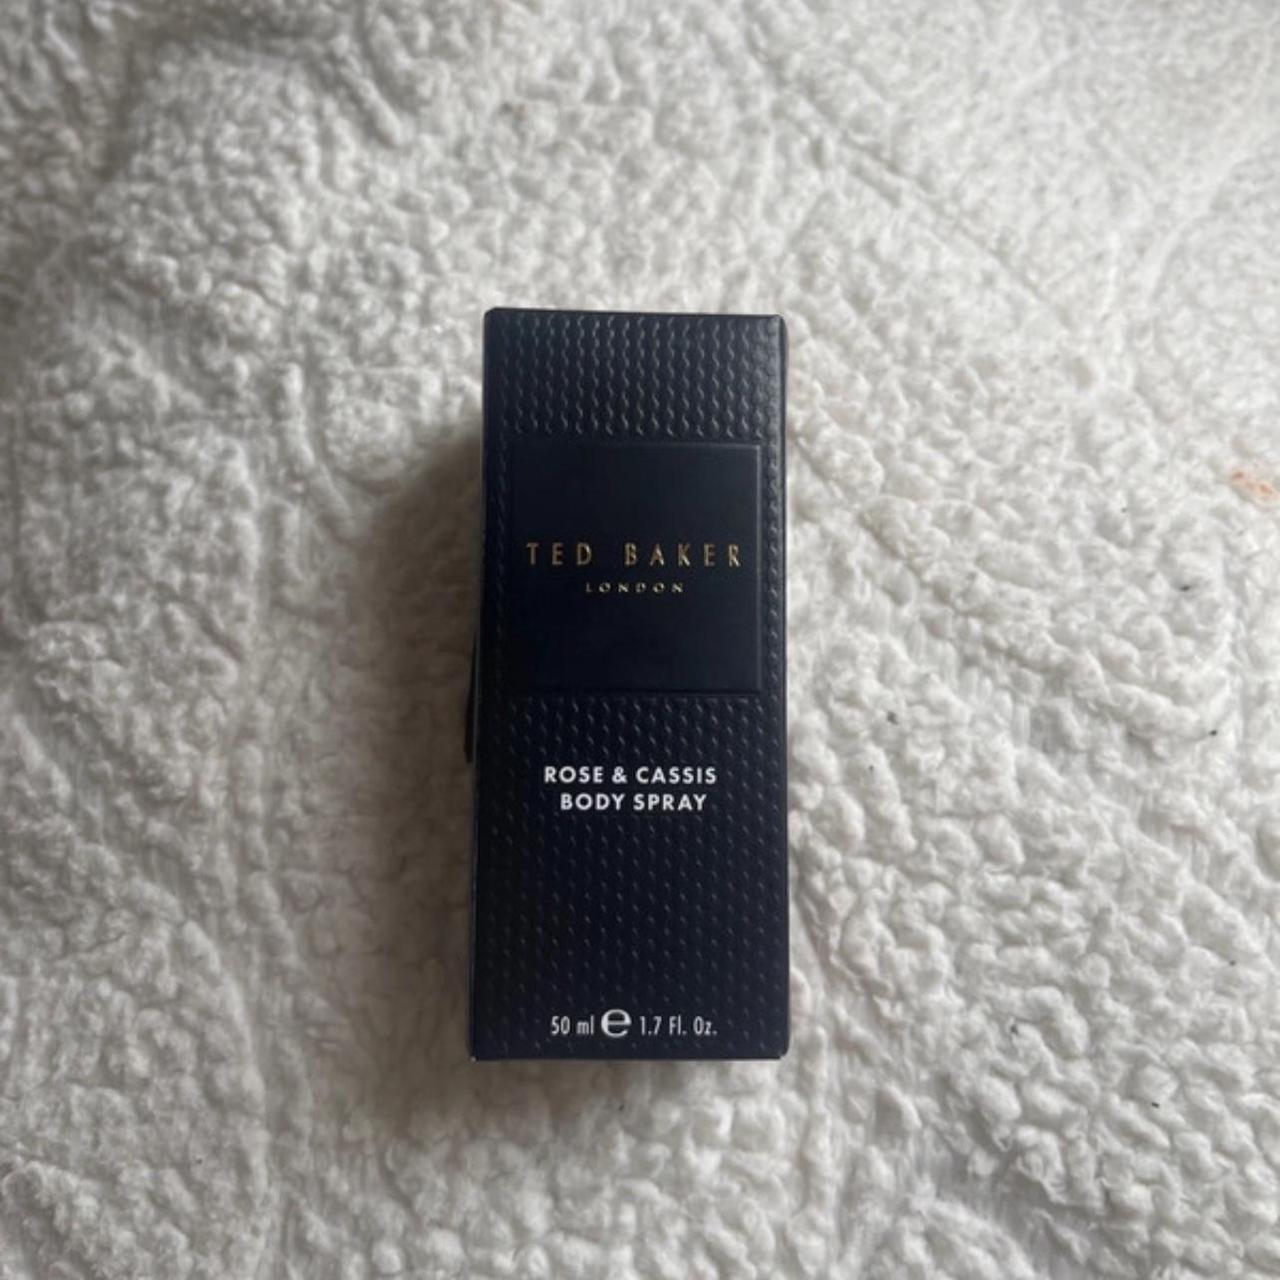 TED BAKER
LONDON
ROSE & CASSIS
BODY SPRAY
50 ml ℮ 1.7 Fl. Oz.